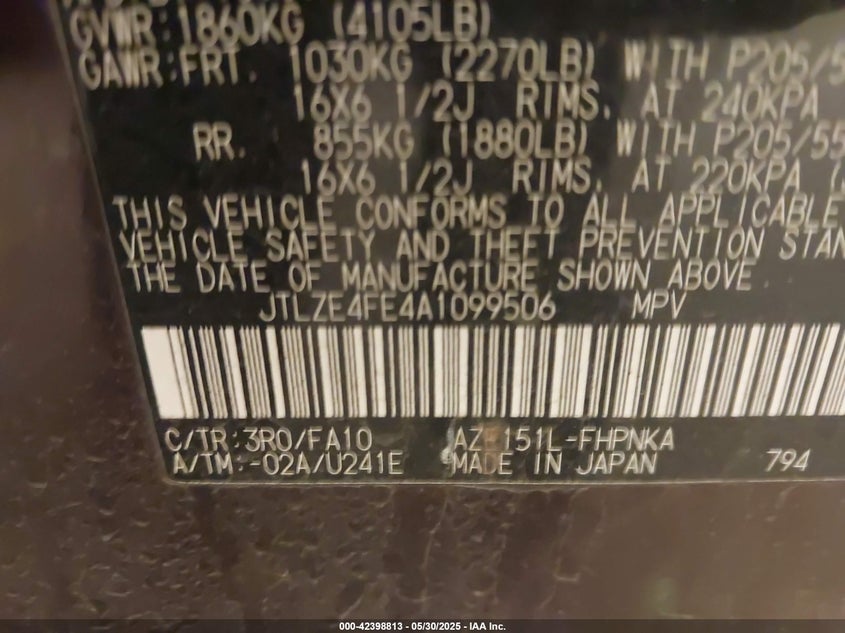 GVWR:1860KG (4105LB)
GAWR:FRT. 1030KG (2270LB) WITH P205/5
16X6 1/2J RIMS, AT 240KPA
RR. 855KG (1880LB) WITH P205/55
16X6 1/2J RIMS, AT 220KPA (
THIS VEHICLE CONFORMS TO ALL APPLICABLE
VEHICLE SAFETY AND THEFT PREVENTION STAN
THE DATE OF MANUFACTURE SHOWN ABOVE.
JTLZE4FE4A1099506 MPV
C/TR:3R0/FA10 AZ 151L-FHPNKA
A/TM:-02A/U241E MADE IN JAPAN 794
000-42398813 - 05/30/2025 - IAA Inc.